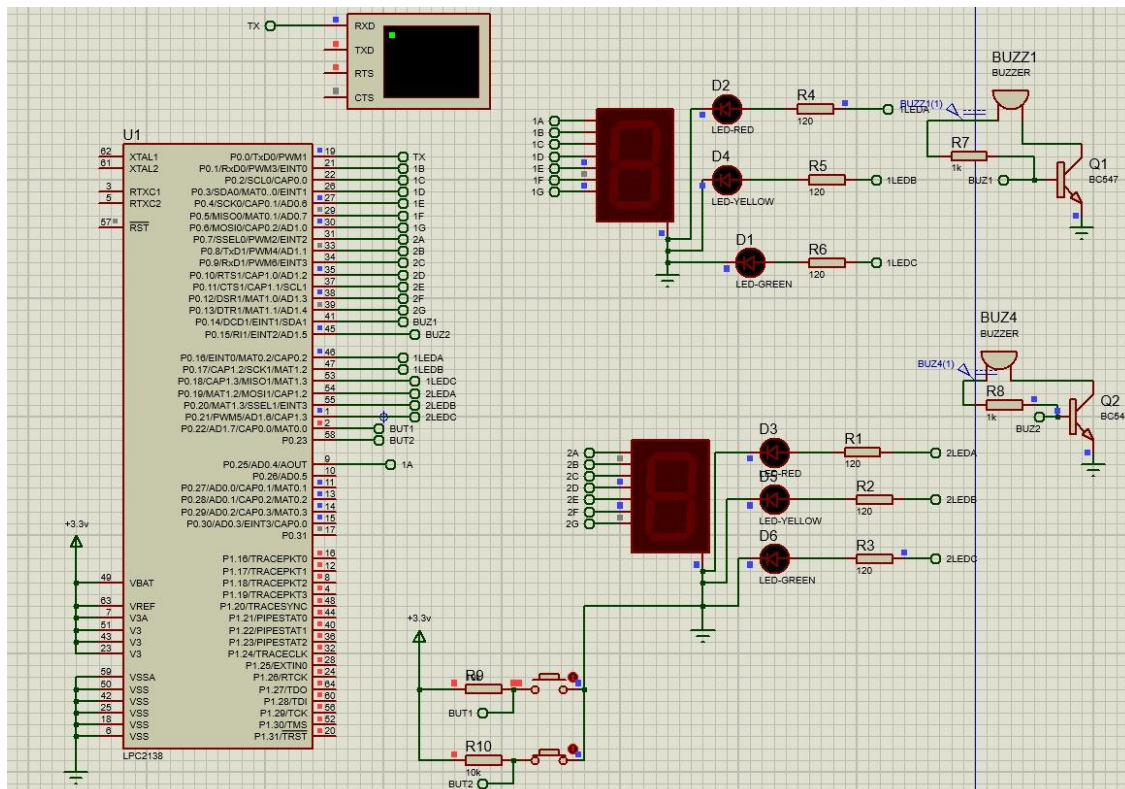 TX
RXD
TXD
RTS
CTS
U1
62 XTAL1
61 XTAL2
3 RTXC1
5 RTXC2
57 RST
P0.0/TxD0/PWM1 19 TX
P0.1/RxD0/PWM3/EINT0 21 1B
P0.2/SCL0/CAP0.0 22 1C
P0.3/SDA0/MAT0..0/EINT1 26 1D
P0.4/SCK0/CAP0.1/AD0.6 27 1E
P0.5/MISO0/MAT0.1/AD0.7 29 1F
P0.6/MOSI0/CAP0.2/AD1.0 30 1G
P0.7/SSEL0/PWM2/EINT2 31 2A
P0.8/TxD1/PWM4/AD1.1 33 2B
P0.9/RxD1/PWM6/EINT3 34 2C
P0.10/RTS1/CAP1.0/AD1.2 35 2D
P0.11/CTS1/CAP1.1/SCL1 37 2E
P0.12/DSR1/MAT1.0/AD1.3 38 2F
P0.13/DTR1/MAT1.1/AD1.4 39 2G
P0.14/DCD1/EINT1/SDA1 41 BUZ1
P0.15/RI1/EINT2/AD1.5 45 BUZ2
P0.16/EINT0/MAT0.2/CAP0.2 46 1LEDA
P0.17/CAP1.2/SCK1/MAT1.2 47 1LEDB
P0.18/CAP1.3/MISO1/MAT1.3 53 1LEDC
P0.19/MAT1.2/MOSI1/CAP1.2 54 2LEDA
P0.20/MAT1.3/SSEL1/EINT3 55 2LEDB
P0.21/PWM5/AD1.6/CAP1.3 1 2LEDC
P0.22/AD1.7/CAP0.0/MAT0.0 2 BUT1
P0.23 58 BUT2
P0.25/AD0.4/AOUT 9 1A
P0.26/AD0.5 10
P0.27/AD0.0/CAP0.1/MAT0.1 11
P0.28/AD0.1/CAP0.2/MAT0.2 13
P0.29/AD0.2/CAP0.3/MAT0.3 14
P0.30/AD0.3/EINT3/CAP0.0 15
P0.31 17
P1.16/TRACEPKT0 16
P1.17/TRACEPKT1 12
P1.18/TRACEPKT2 8
P1.19/TRACEPKT3 4
P1.20/TRACESYNC 48
P1.21/PIPESTAT0 44
P1.22/PIPESTAT1 40
P1.23/PIPESTAT2 36
P1.24/TRACECLK 32
P1.25/EXTIN0 28
P1.26/RTCK 24
P1.27/TDO 64
P1.28/TDI 60
P1.29/TCK 56
P1.30/TMS 52
P1.31/TRST 20
+3.3v
49 VBAT
63 VREF
7 V3A
51 V3
43 V3
23 V3
59 VSSA
50 VSS
42 VSS
25 VSS
18 VSS
6 VSS
LPC2138
1A
1B
1C
1D
1E
1F
1G
D2
LED-RED
R4
120
1LEDA
D4
LED-YELLOW
R5
120
1LEDB
D1
LED-GREEN
R6
120
1LEDC
BUZZ1
BUZZER
BUZZ1(1)
R7
1k
BUZ1
Q1
BC547
BUZ4
BUZZER
BUZ4(1)
R8
1k
BUZ2
Q2
BC54
2A
2B
2C
2D
2E
2F
2G
D3
LED-RED
R1
120
2LEDA
D5
LED-YELLOW
R2
120
2LEDB
D6
LED-GREEN
R3
120
2LEDC
+3.3v
R9
BUT1
R10
10k
BUT2